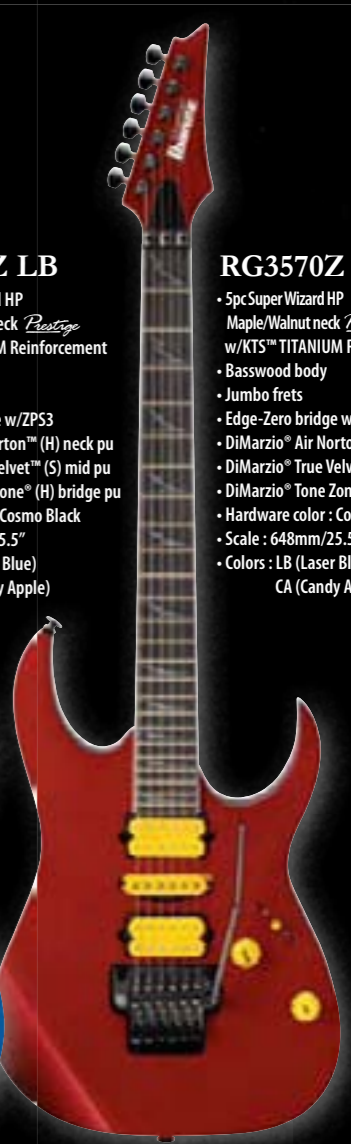 Ibanez
Z LB
HP
eck Prestige
M Reinforcement
e w/ZPS3
rton™ (H) neck pu
elvet™ (S) mid pu
one® (H) bridge pu
Cosmo Black
5.5"
Blue)
y Apple)
RG3570Z
• 5pc Super Wizard HP
Maple/Walnut neck
w/KTS™ TITANIUM
• Basswood body
• Jumbo frets
• Edge-Zero bridge w
• DiMarzio® Air Norto
• DiMarzio® True Velv
• DiMarzio® Tone Zon
• Hardware color : Co
• Scale : 648mm/25.5
• Colors : LB (Laser Bl
CA (Candy A